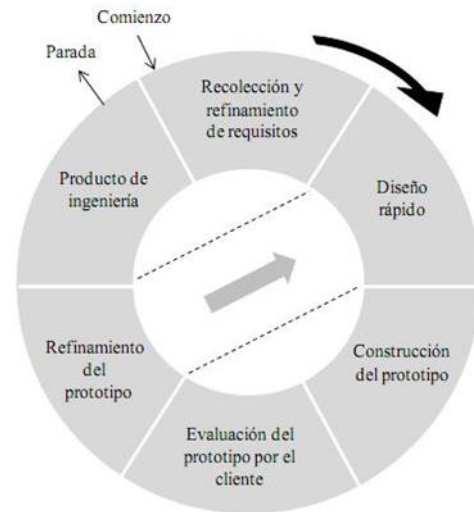 Comienzo
Parada
Recolección y
refinamiento
de requisitos
Diseño
rápido
Construcción
del prototipo
Evaluación del
prototipo por el
cliente
Refinamiento
del
prototipo
Producto de
ingeniería